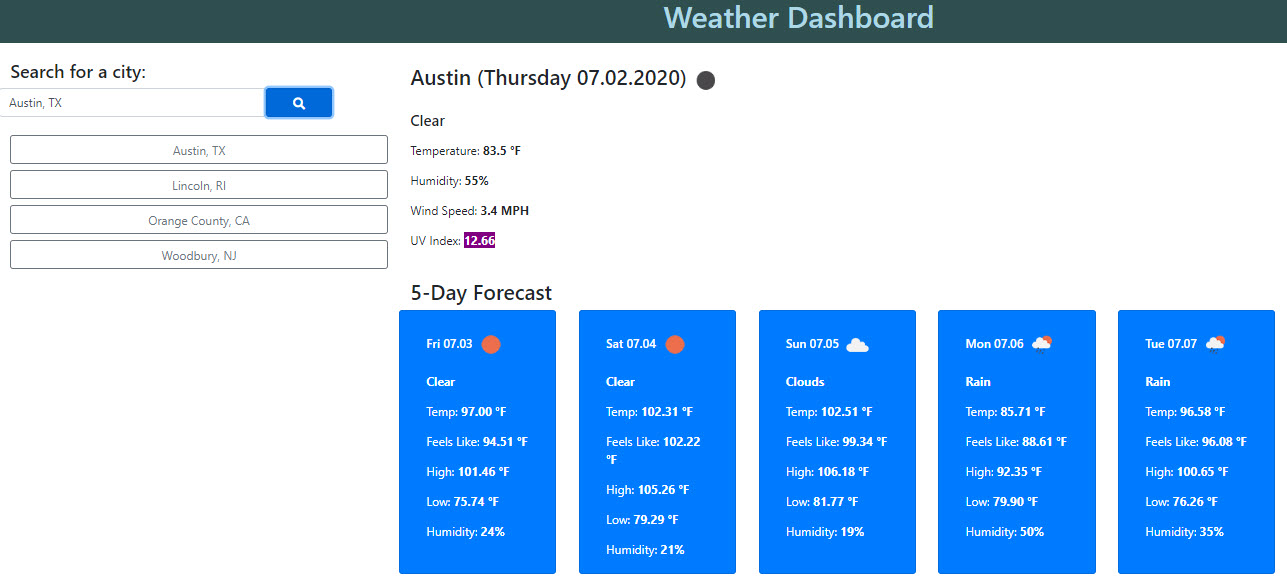 Weather Dashboard
Search for a city:
Austin, TX
Austin, TX
Lincoln, RI
Orange County, CA
Woodbury, NJ
Austin (Thursday 07.02.2020)
Clear
Temperature: 83.5 °F
Humidity: 55%
Wind Speed: 3.4 MPH
UV Index: 12.66
5-Day Forecast
Fri 07.03
Clear
Temp: 97.00 °F
Feels Like: 94.51 °F
High: 101.46 °F
Low: 75.74 °F
Humidity: 24%
Sat 07.04
Clear
Temp: 102.31 °F
Feels Like: 102.22
°F
High: 105.26 °F
Low: 79.29 °F
Humidity: 21%
Sun 07.05
Clouds
Temp: 102.51 °F
Feels Like: 99.34 °F
High: 106.18 °F
Low: 81.77 °F
Humidity: 19%
Mon 07.06
Rain
Temp: 85.71 °F
Feels Like: 88.61 °F
High: 92.35 °F
Low: 79.90 °F
Humidity: 50%
Tue 07.07
Rain
Temp: 96.58 °F
Feels Like: 96.08 °F
High: 100.65 °F
Low: 76.26 °F
Humidity: 35%